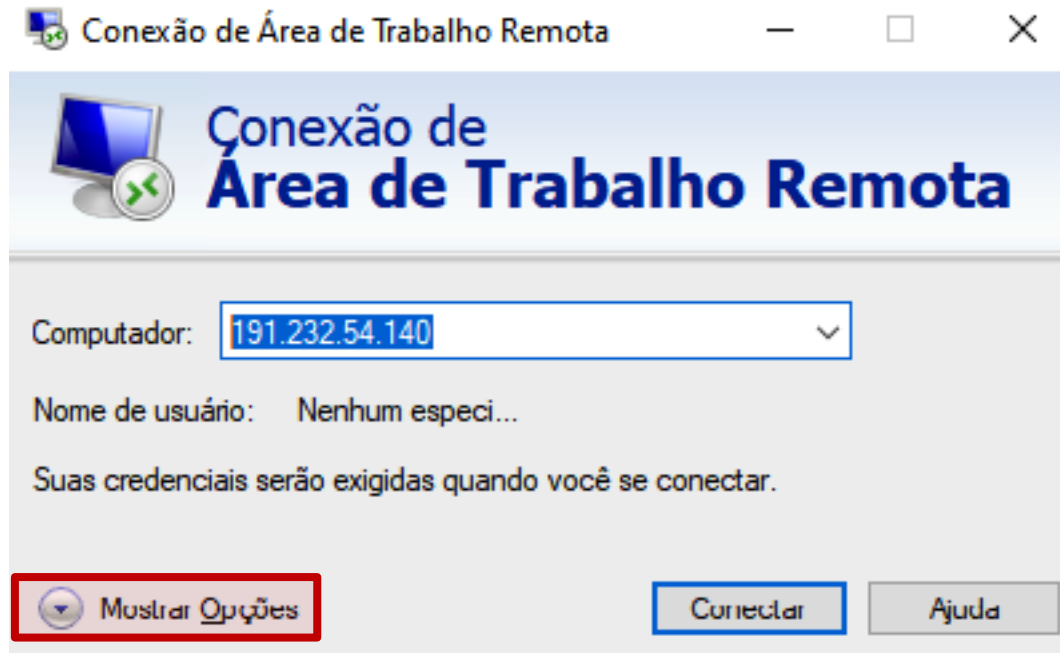 Conexão de Área de Trabalho Remota
Conexão de
Área de Trabalho Remota
Computador: 191.232.54.140
Nome de usuário: Nenhum especi...
Suas credenciais serão exigidas quando você se conectar.
Mostrar Opções Conectar Ajuda